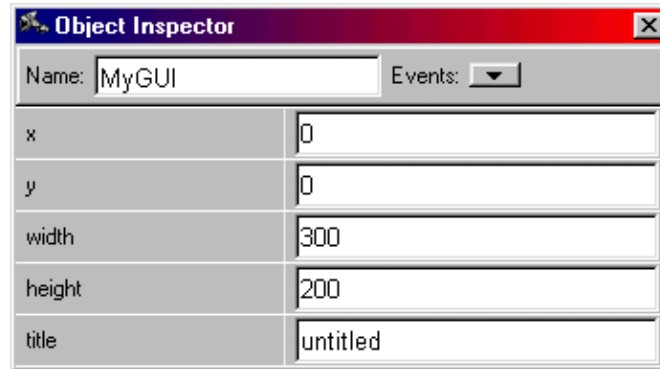 Object Inspector
Name: MyGUI Events:
x 0
y 0
width 300
height 200
title untitled